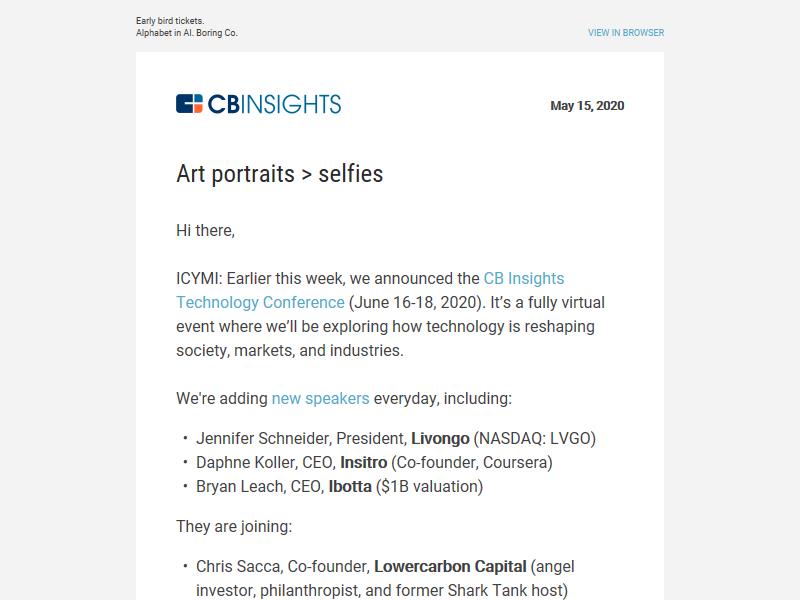 Early bird tickets.
Alphabet in AI. Boring Co.
VIEW IN BROWSER
CBINSIGHTS
May 15, 2020
Art portraits > selfies
Hi there,
ICYMI: Earlier this week, we announced the CB Insights
Technology Conference (June 16-18, 2020). It's a fully virtual
event where we'll be exploring how technology is reshaping
society, markets, and industries.
We're adding new speakers everyday, including:
• Jennifer Schneider, President, Livongo (NASDAQ: LVGO)
• Daphne Koller, CEO, Insitro (Co-founder, Coursera)
• Bryan Leach, CEO, Ibotta ($1B valuation)
They are joining:
• Chris Sacca, Co-founder, Lowercarbon Capital (angel
investor, philanthropist, and former Shark Tank host)